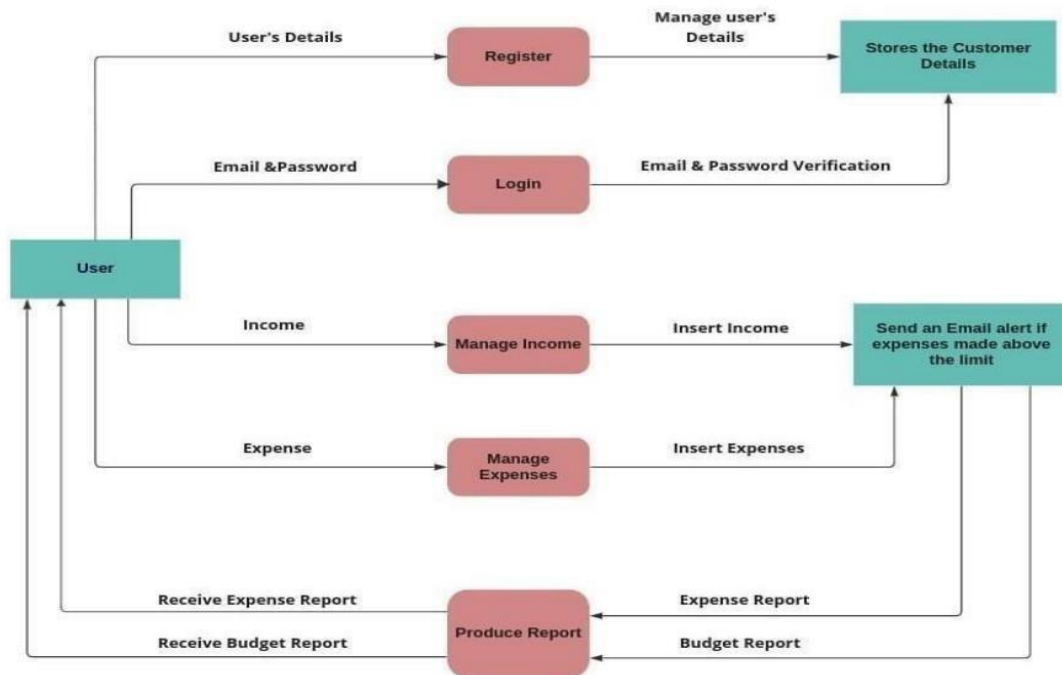 User's Details
Register
Manage user's
Details
Stores the Customer
Details
Email &Password
Login
Email & Password Verification
User
Income
Manage Income
Insert Income
Send an Email alert if
expenses made above
the limit
Expense
Manage
Expenses
Insert Expenses
Receive Expense Report
Produce Report
Expense Report
Receive Budget Report
Budget Report